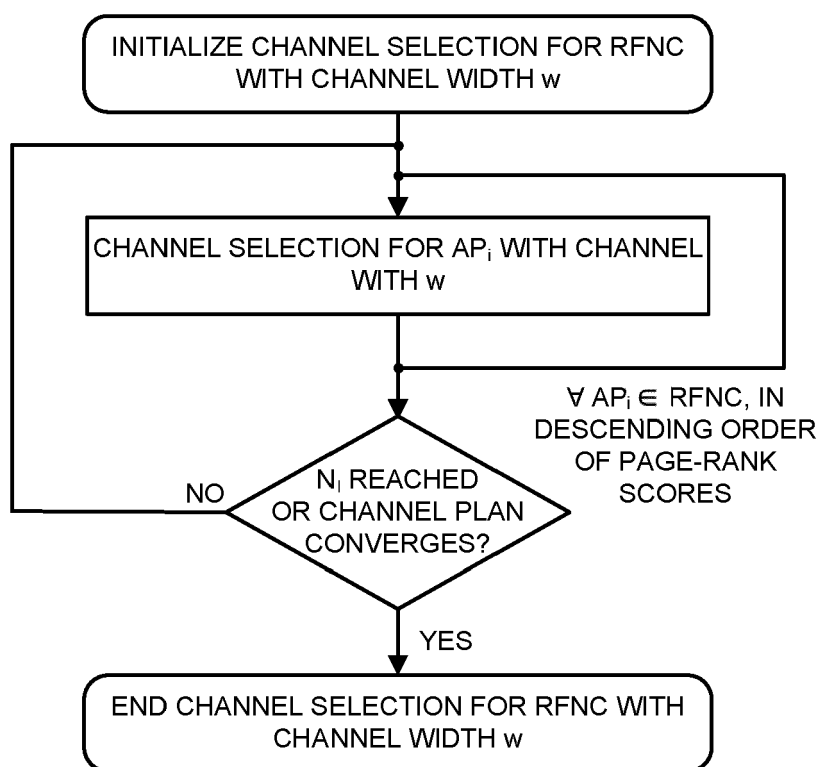 INITIALIZE CHANNEL SELECTION FOR RFNC
WITH CHANNEL WIDTH w
CHANNEL SELECTION FOR APᵢ WITH CHANNEL
WITH w
∀ APᵢ ∈ RFNC, IN
DESCENDING ORDER
OF PAGE-RANK
SCORES
Nₗ REACHED
OR CHANNEL PLAN
CONVERGES?
NO
YES
END CHANNEL SELECTION FOR RFNC WITH
CHANNEL WIDTH w